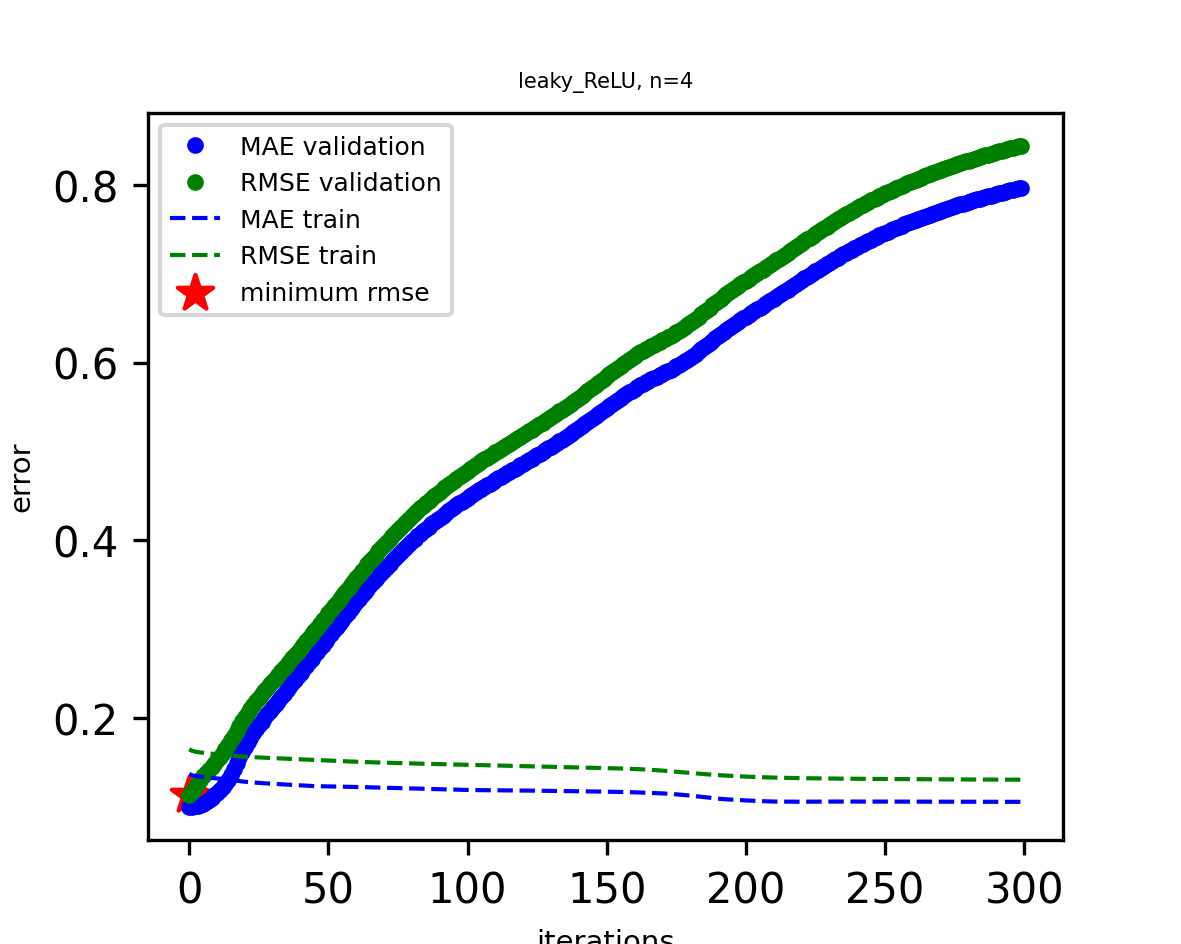 leaky_ReLU, n=4
MAE validation
RMSE validation
MAE train
RMSE train
minimum rmse
0.8
0.6
0.4
0.2
error
0 50 100 150 200 250 300
iterations